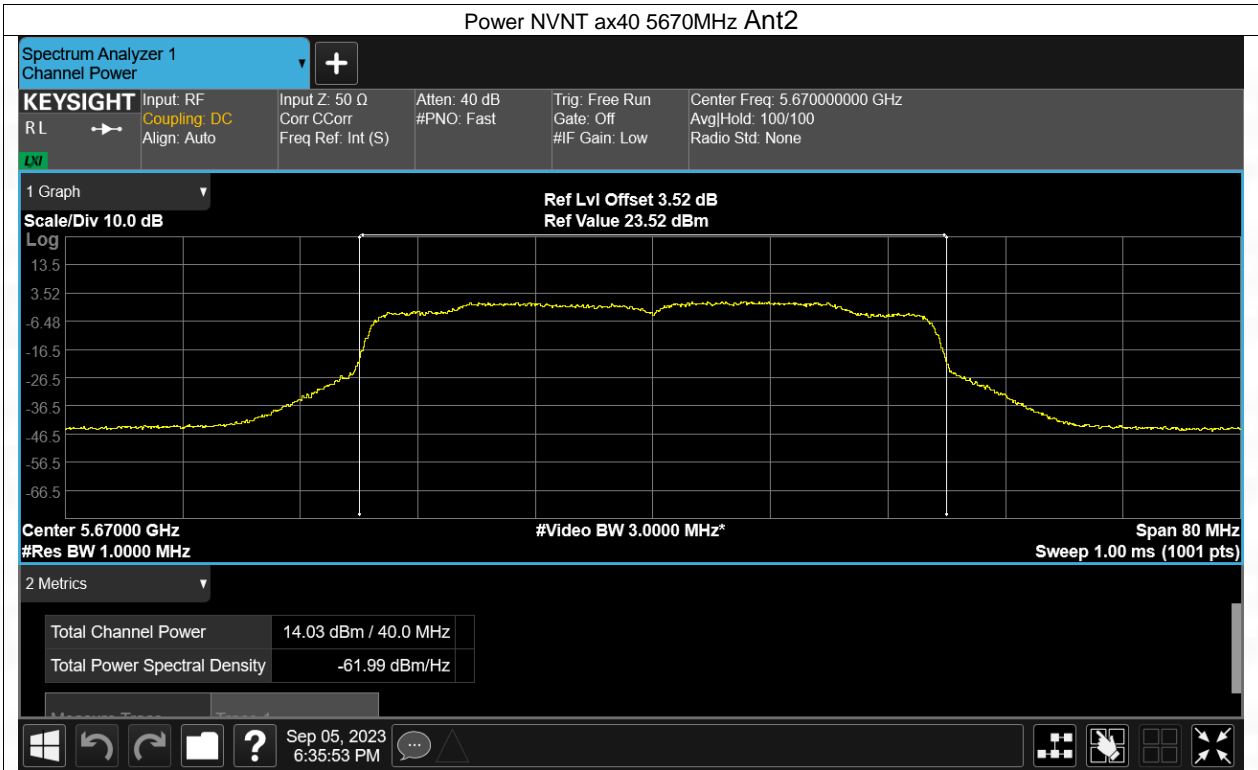 Power NVNT ax40 5670MHz Ant2
Spectrum Analyzer 1
Channel Power
KEYSIGHT
RL
LXI
Input: RF
Coupling: DC
Align: Auto
Input Z: 50 Ω
Corr CCorr
Freq Ref: Int (S)
Atten: 40 dB
#PNO: Fast
Trig: Free Run
Gate: Off
#IF Gain: Low
Center Freq: 5.670000000 GHz
Avg|Hold: 100/100
Radio Std: None
1 Graph
Scale/Div 10.0 dB
Ref Lvl Offset 3.52 dB
Ref Value 23.52 dBm
Log
13.5
3.52
-6.48
-16.5
-26.5
-36.5
-46.5
-56.5
-66.5
Center 5.67000 GHz
#Res BW 1.0000 MHz
#Video BW 3.0000 MHz*
Span 80 MHz
Sweep 1.00 ms (1001 pts)
2 Metrics
Total Channel Power 14.03 dBm / 40.0 MHz
Total Power Spectral Density -61.99 dBm/Hz
Measure Trace Trace 1
?
Sep 05, 2023
6:35:53 PM